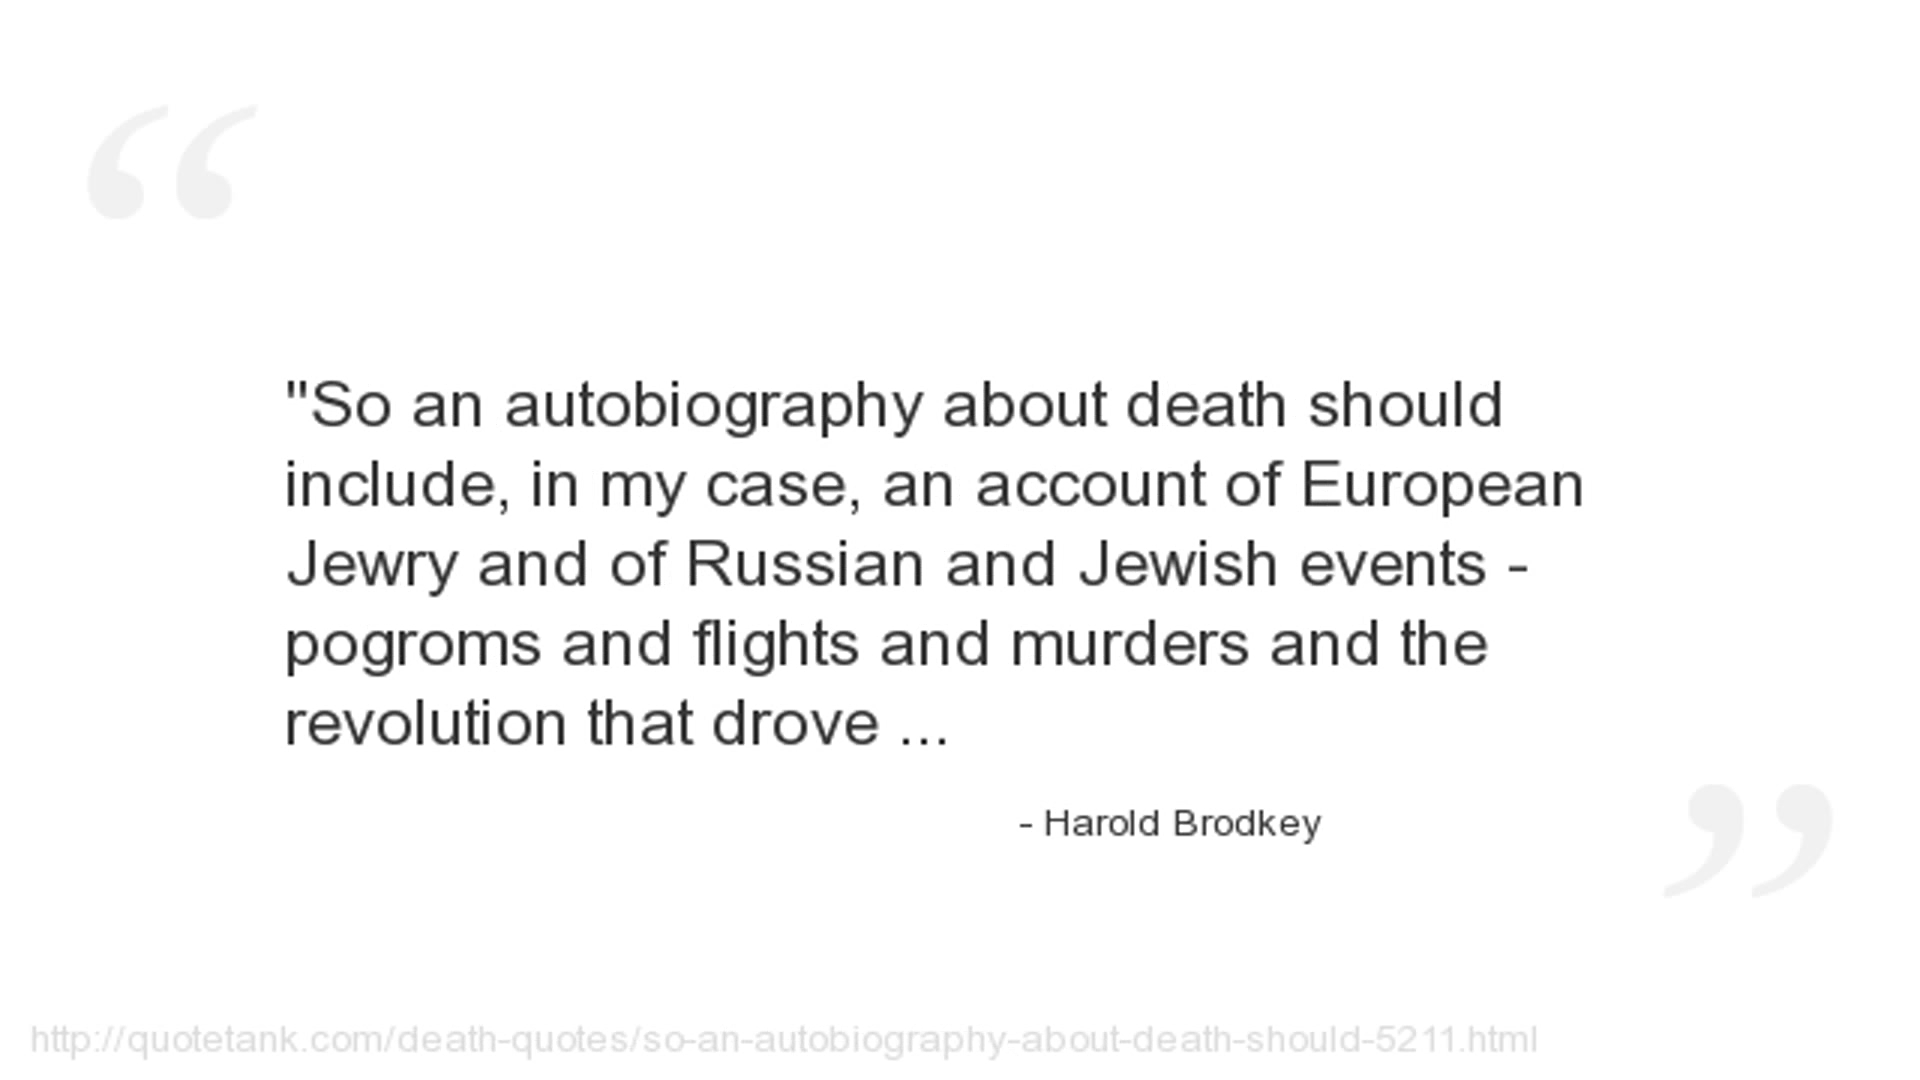 "So an autobiography about death should
include, in my case, an account of European
Jewry and of Russian and Jewish events -
pogroms and flights and murders and the
revolution that drove ...
- Harold Brodkey
http://quotetank.com/death-quotes/so-an-autobiography-about-death-should-5211.html